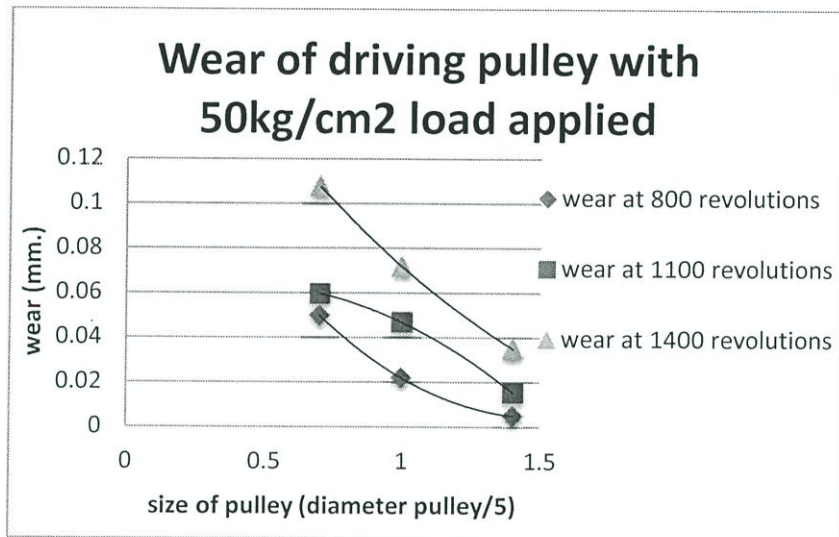 Wear of driving pulley with
50kg/cm2 load applied
0.12
0.1
0.08
0.06
0.04
0.02
0
wear (mm.)
0
0.5
1
1.5
size of pulley (diameter pulley/5)
wear at 800 revolutions
wear at 1100 revolutions
wear at 1400 revolutions